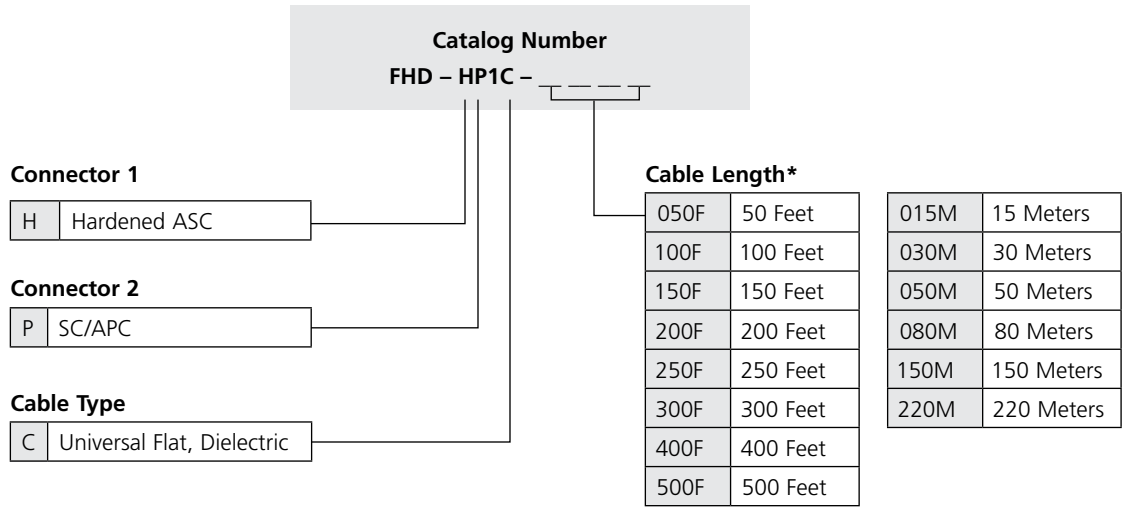 Catalog Number
FHD – HP1C – _ _ _ _
Connector 1
H Hardened ASC
Connector 2
P SC/APC
Cable Type
C Universal Flat, Dielectric
Cable Length*
050F 50 Feet
100F 100 Feet
150F 150 Feet
200F 200 Feet
250F 250 Feet
300F 300 Feet
400F 400 Feet
500F 500 Feet
015M 15 Meters
030M 30 Meters
050M 50 Meters
080M 80 Meters
150M 150 Meters
220M 220 Meters